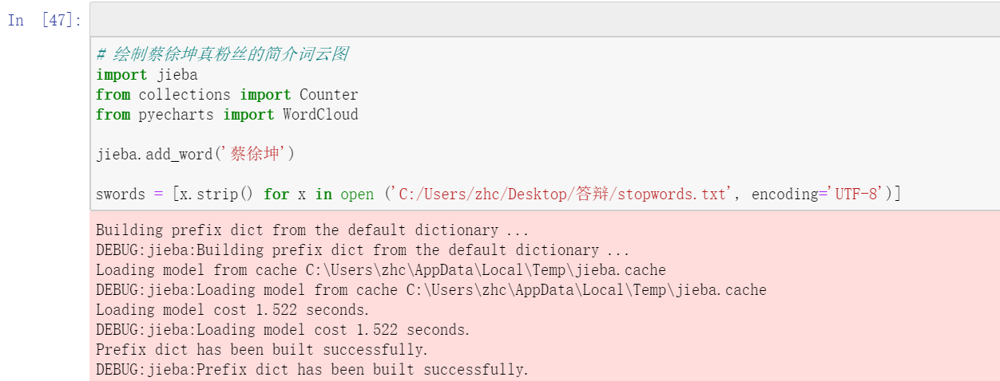 In [47]:
# 绘制蔡徐坤真粉丝的简介词云图
import jieba
from collections import Counter
from pyecharts import WordCloud
jieba.add_word('蔡徐坤')
swords = [x.strip() for x in open ('C:/Users/zhc/Desktop/答辩/stopwords.txt', encoding='UTF-8')]
Building prefix dict from the default dictionary ...
DEBUG:jieba:Building prefix dict from the default dictionary ...
Loading model from cache C:\Users\zhc\AppData\Local\Temp\jieba.cache
DEBUG:jieba:Loading model from cache C:\Users\zhc\AppData\Local\Temp\jieba.cache
Loading model cost 1.522 seconds.
DEBUG:jieba:Loading model cost 1.522 seconds.
Prefix dict has been built successfully.
DEBUG:jieba:Prefix dict has been built successfully.